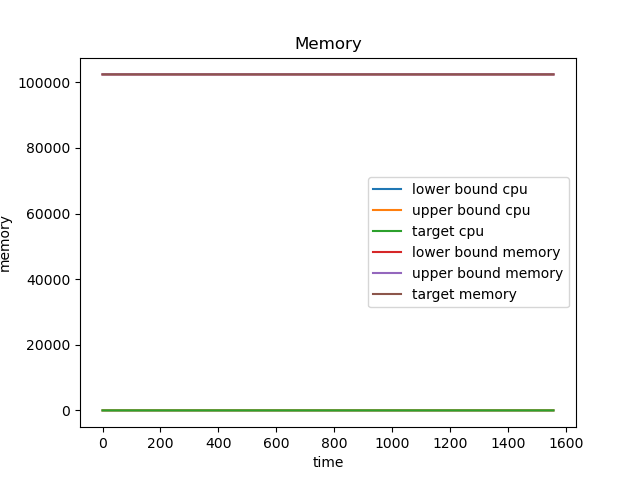 Memory
100000
80000
60000
40000
20000
0
memory
lower bound cpu
upper bound cpu
target cpu
lower bound memory
upper bound memory
target memory
0 200 400 600 800 1000 1200 1400 1600
time